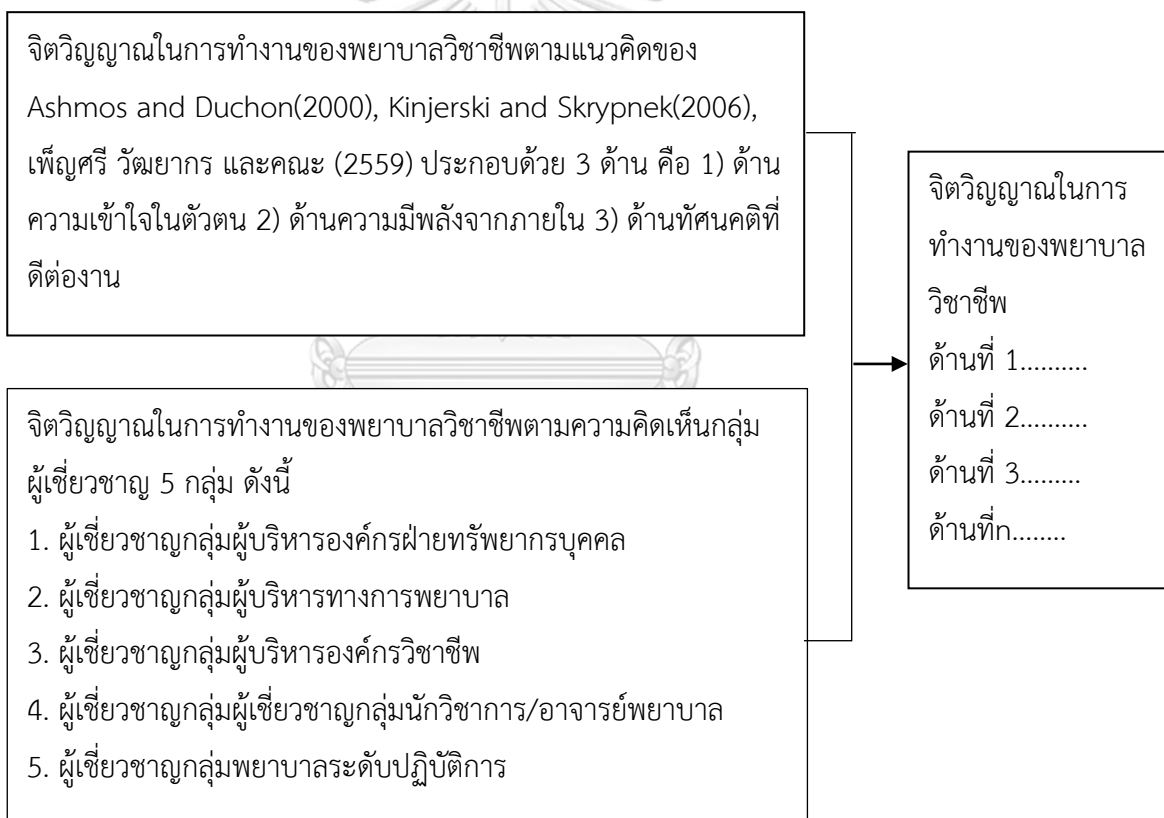 จิตวิญญาณในการทำงานของพยาบาลวิชาชีพตามแนวคิดของ
Ashmos and Duchon(2000), Kinjerski and Skrypnek(2006),
เพ็ญศรี วัฒยากร และคณะ (2559) ประกอบด้วย 3 ด้าน คือ 1) ด้าน
ความเข้าใจในตัวตน 2) ด้านความมีพลังจากภายใน 3) ด้านทัศนคติที่
ดีต่องาน
จิตวิญญาณในการทำงานของพยาบาลวิชาชีพตามความคิดเห็นกลุ่ม
ผู้เชี่ยวชาญ 5 กลุ่ม ดังนี้
1. ผู้เชี่ยวชาญกลุ่มผู้บริหารองค์กรฝ่ายทรัพยากรบุคคล
2. ผู้เชี่ยวชาญกลุ่มผู้บริหารทางการพยาบาล
3. ผู้เชี่ยวชาญกลุ่มผู้บริหารองค์กรวิชาชีพ
4. ผู้เชี่ยวชาญกลุ่มผู้เชี่ยวชาญกลุ่มนักวิชาการ/อาจารย์พยาบาล
5. ผู้เชี่ยวชาญกลุ่มพยาบาลระดับปฏิบัติการ
จิตวิญญาณในการ
ทำงานของพยาบาล
วิชาชีพ
ด้านที่ 1..........
ด้านที่ 2..........
ด้านที่ 3.........
ด้านที่n........